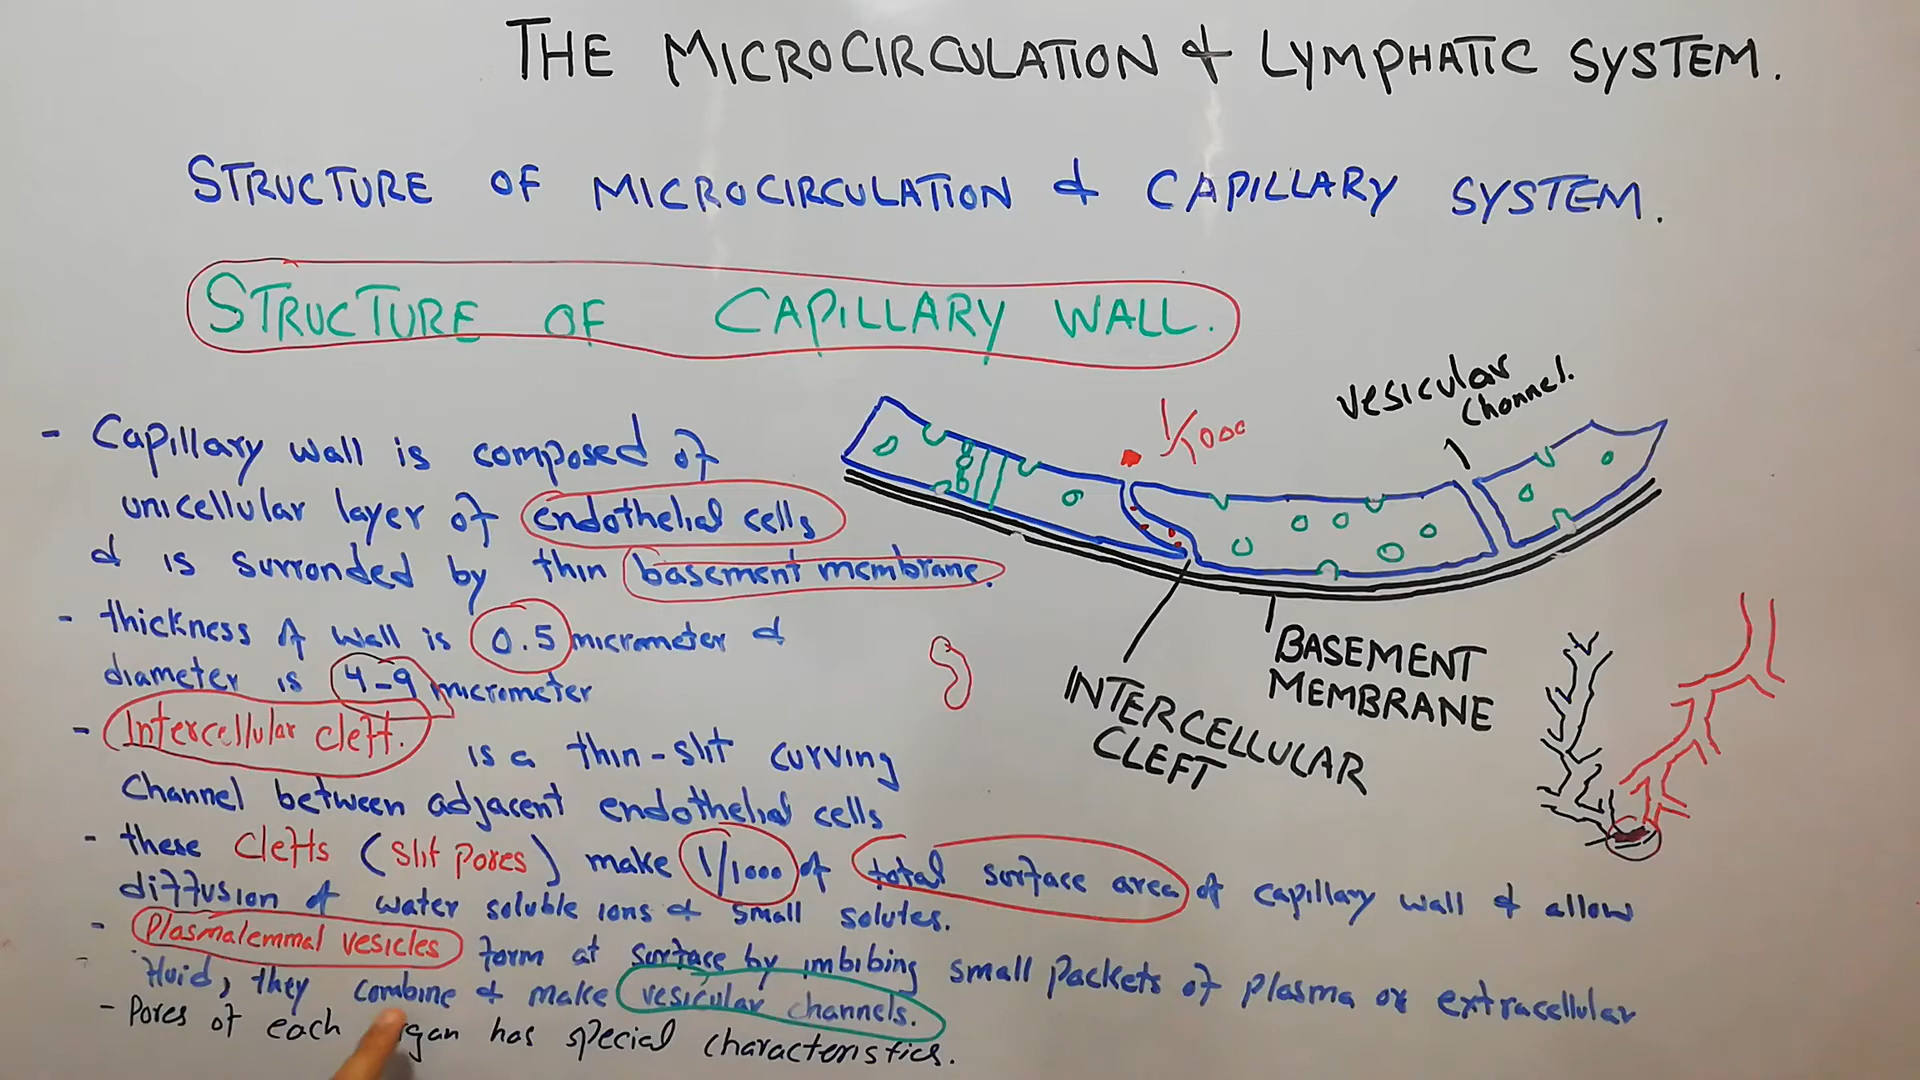 THE MICROCIRCULATION & LYMPHATIC SYSTEM.
STRUCTURE OF MICROCIRCULATION & CAPILLARY SYSTEM.
STRUCTURE OF CAPILLARY WALL.
- Capillary wall is composed of
unicellular layer of endothelial cells
& is surronded by thin basement membrane.
- thickness of wall is 0.5 micrometer &
diameter is 4-9 micrometer
- Intercellular cleft. is a thin-slit curving
channel between adjacent endothelial cells
- these clefts (slit pores) make 1/1000 of total surface area of capillary wall & allow
diffusion of water soluble ions & small solutes.
- Plasmalemmal vesicles form at surface by imbibing small packets of plasma or extracellular
- fluid, they combine & make vesicular channels.
- Pores of each has special characteristics.
1/1000
vesicular
channel.
INTERCELLULAR
CLEFT
BASEMENT
MEMBRANE